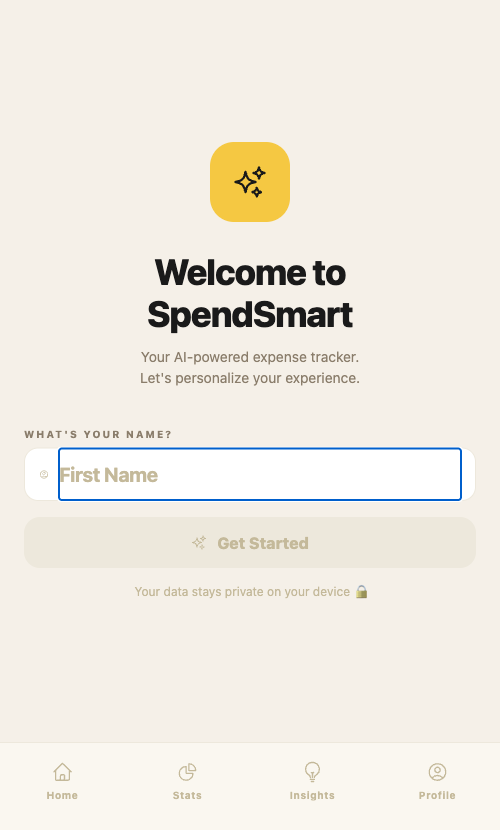 Welcome to
SpendSmart
Your AI-powered expense tracker.
Let's personalize your experience.
WHAT'S YOUR NAME?
First Name
Get Started
Your data stays private on your device 🔒
Home
Stats
Insights
Profile